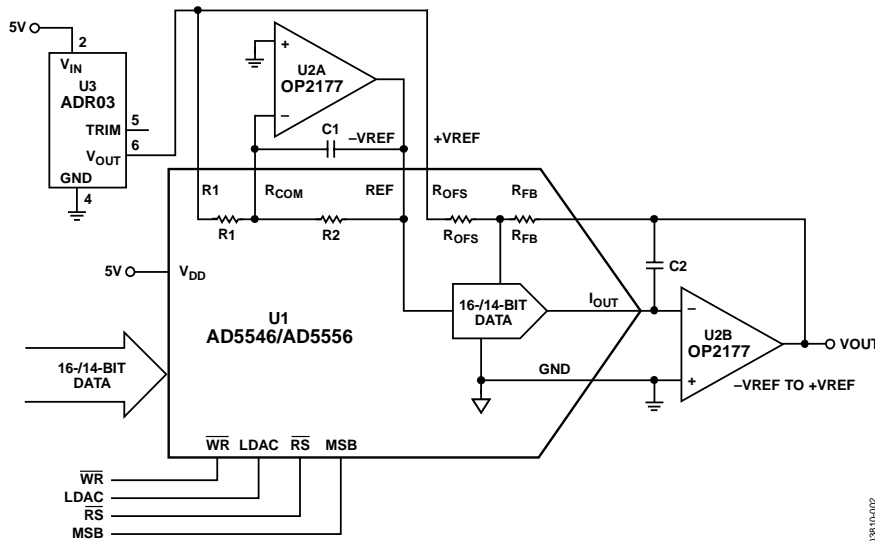 5V
2
VIN
U3
ADR03
TRIM
5
VOUT
6
GND
4
+
U2A
OP2177
–
C1
–VREF
+VREF
R1
RCOM
REF
ROFS
RFB
R1
R2
ROFS
RFB
5V
VDD
U1
AD5546/AD5556
16-/14-BIT
DATA
16-/14-BIT
DATA
IOUT
GND
C2
–
U2B
OP2177
+
VOUT
–VREF TO +VREF
WR LDAC RS MSB
WR
LDAC
RS
MSB
03810-002